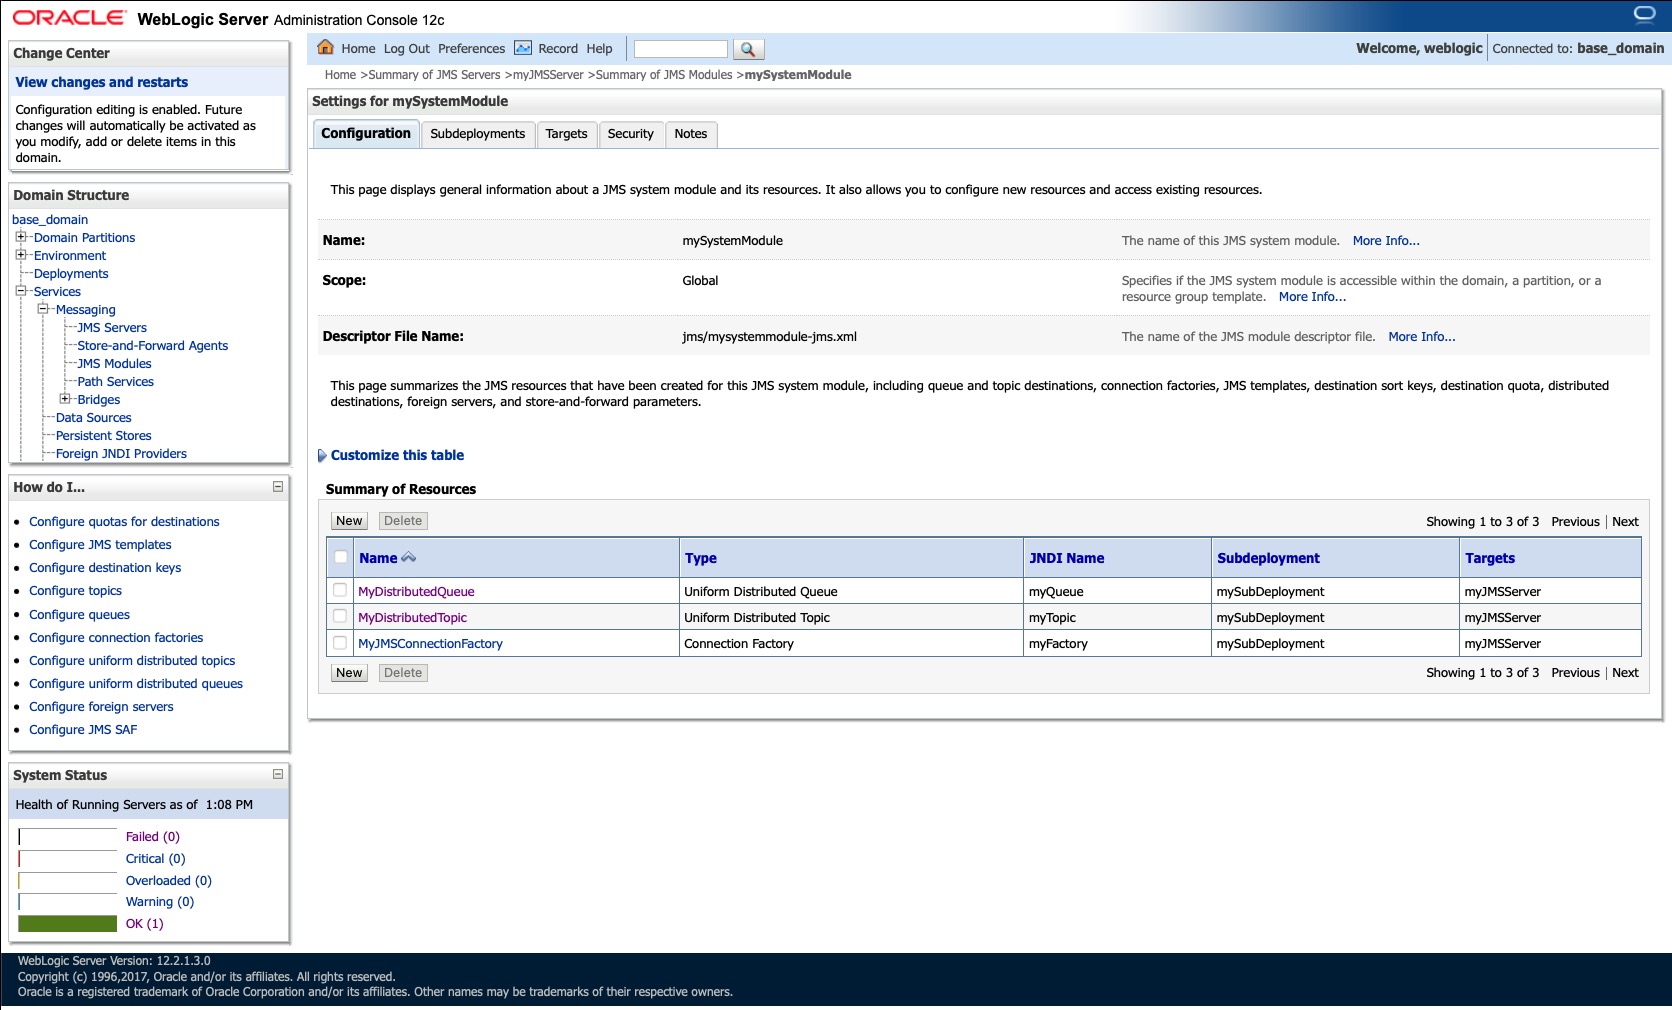 ORACLE WebLogic Server Administration Console 12c
Change Center
View changes and restarts
Configuration editing is enabled. Future
changes will automatically be activated as
you modify, add or delete items in this
domain.
Domain Structure
base_domain
Domain Partitions
Environment
Deployments
Services
Messaging
JMS Servers
Store-and-Forward Agents
JMS Modules
Path Services
Bridges
Data Sources
Persistent Stores
Foreign JNDI Providers
How do I...
Configure quotas for destinations
Configure JMS templates
Configure destination keys
Configure topics
Configure queues
Configure connection factories
Configure uniform distributed topics
Configure uniform distributed queues
Configure foreign servers
Configure JMS SAF
System Status
Health of Running Servers as of 1:08 PM
Failed (0)
Critical (0)
Overloaded (0)
Warning (0)
OK (1)
Home Log Out Preferences Record Help
Welcome, weblogic Connected to: base_domain
Home >Summary of JMS Servers >myJMSServer >Summary of JMS Modules >mySystemModule
Settings for mySystemModule
Configuration Subdeployments Targets Security Notes
This page displays general information about a JMS system module and its resources. It also allows you to configure new resources and access existing resources.
Name: mySystemModule The name of this JMS system module. More Info...
Scope: Global Specifies if the JMS system module is accessible within the domain, a partition, or a
resource group template. More Info...
Descriptor File Name: jms/mysystemmodule-jms.xml The name of the JMS module descriptor file. More Info...
This page summarizes the JMS resources that have been created for this JMS system module, including queue and topic destinations, connection factories, JMS templates, destination sort keys, destination quota, distributed
destinations, foreign servers, and store-and-forward parameters.
Customize this table
Summary of Resources
New Delete Showing 1 to 3 of 3 Previous | Next
Name Type JNDI Name Subdeployment Targets
MyDistributedQueue Uniform Distributed Queue myQueue mySubDeployment myJMSServer
MyDistributedTopic Uniform Distributed Topic myTopic mySubDeployment myJMSServer
MyJMSConnectionFactory Connection Factory myFactory mySubDeployment myJMSServer
New Delete Showing 1 to 3 of 3 Previous | Next
WebLogic Server Version: 12.2.1.3.0
Copyright (c) 1996,2017, Oracle and/or its affiliates. All rights reserved.
Oracle is a registered trademark of Oracle Corporation and/or its affiliates. Other names may be trademarks of their respective owners.